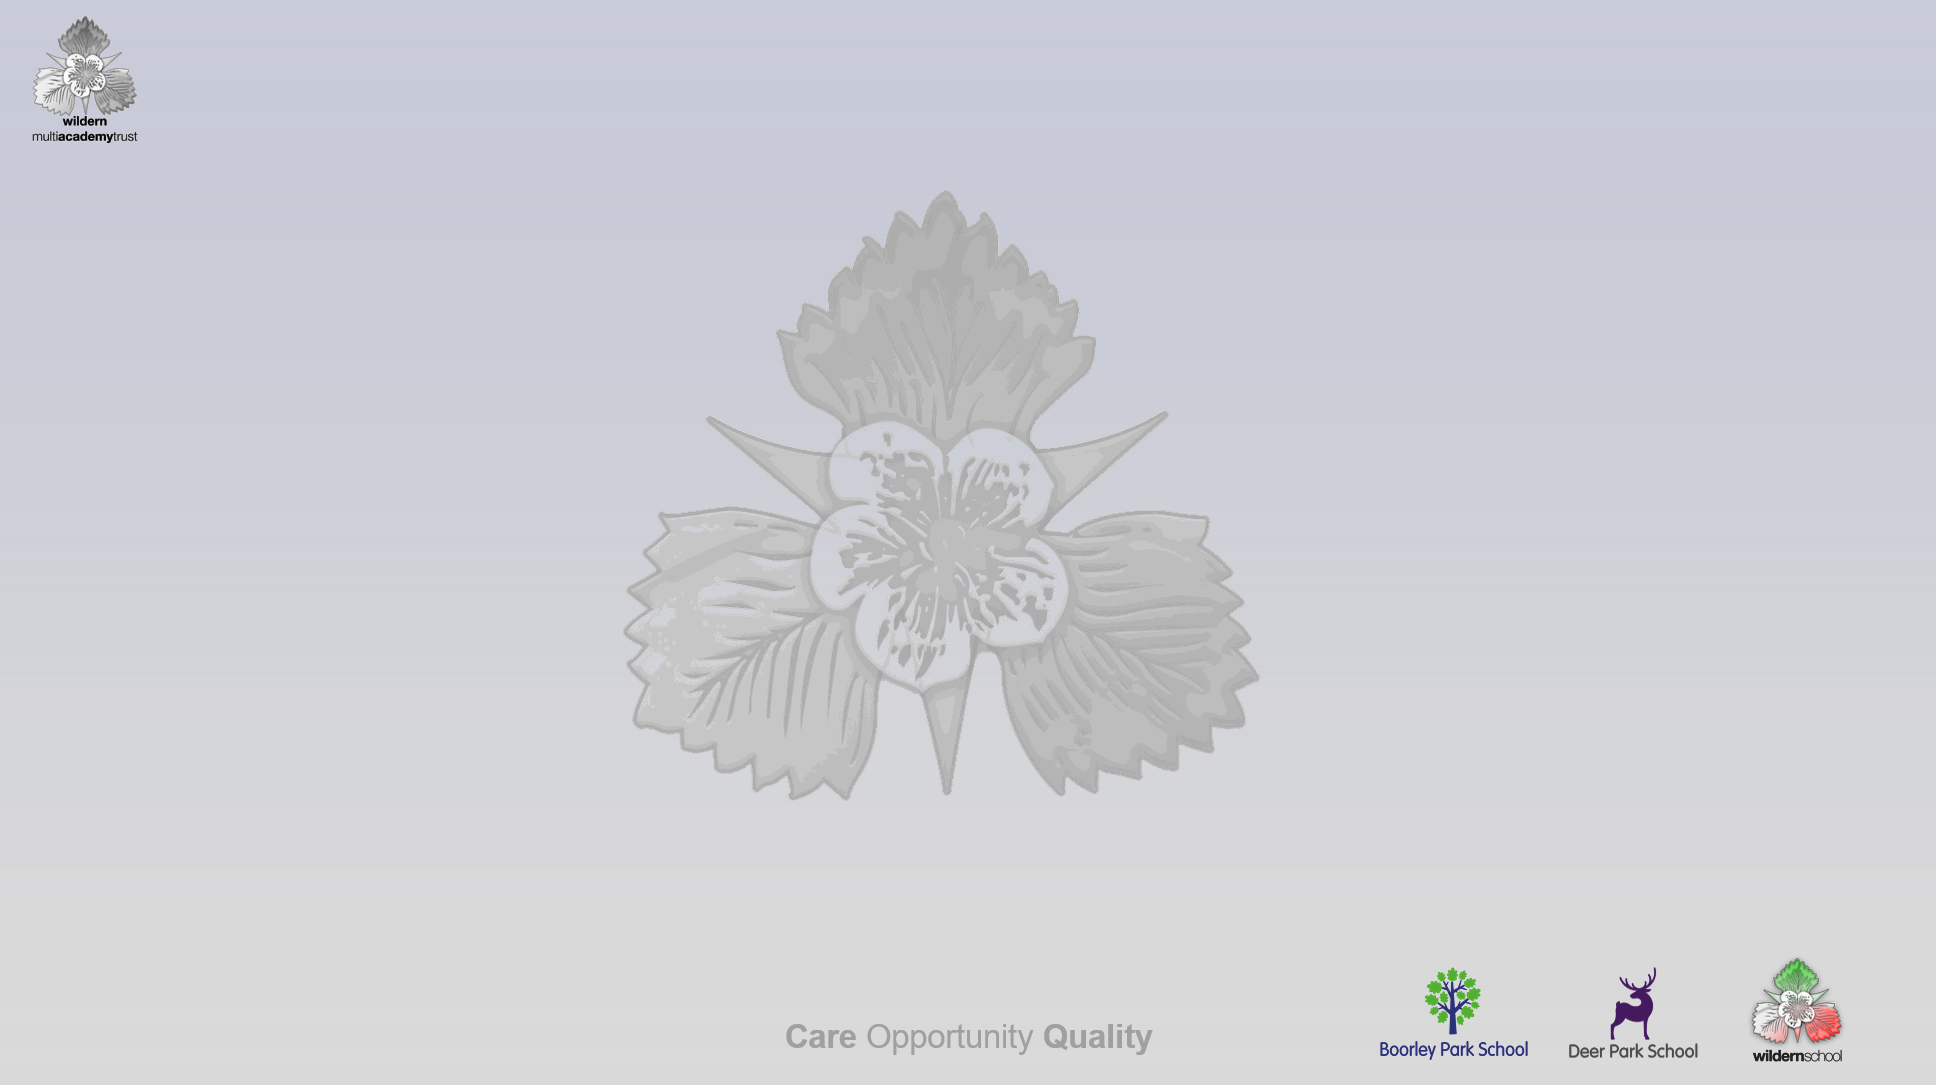 wildern
multiacademytrust
Care Opportunity Quality
Boorley Park School
Deer Park School
wildernschool